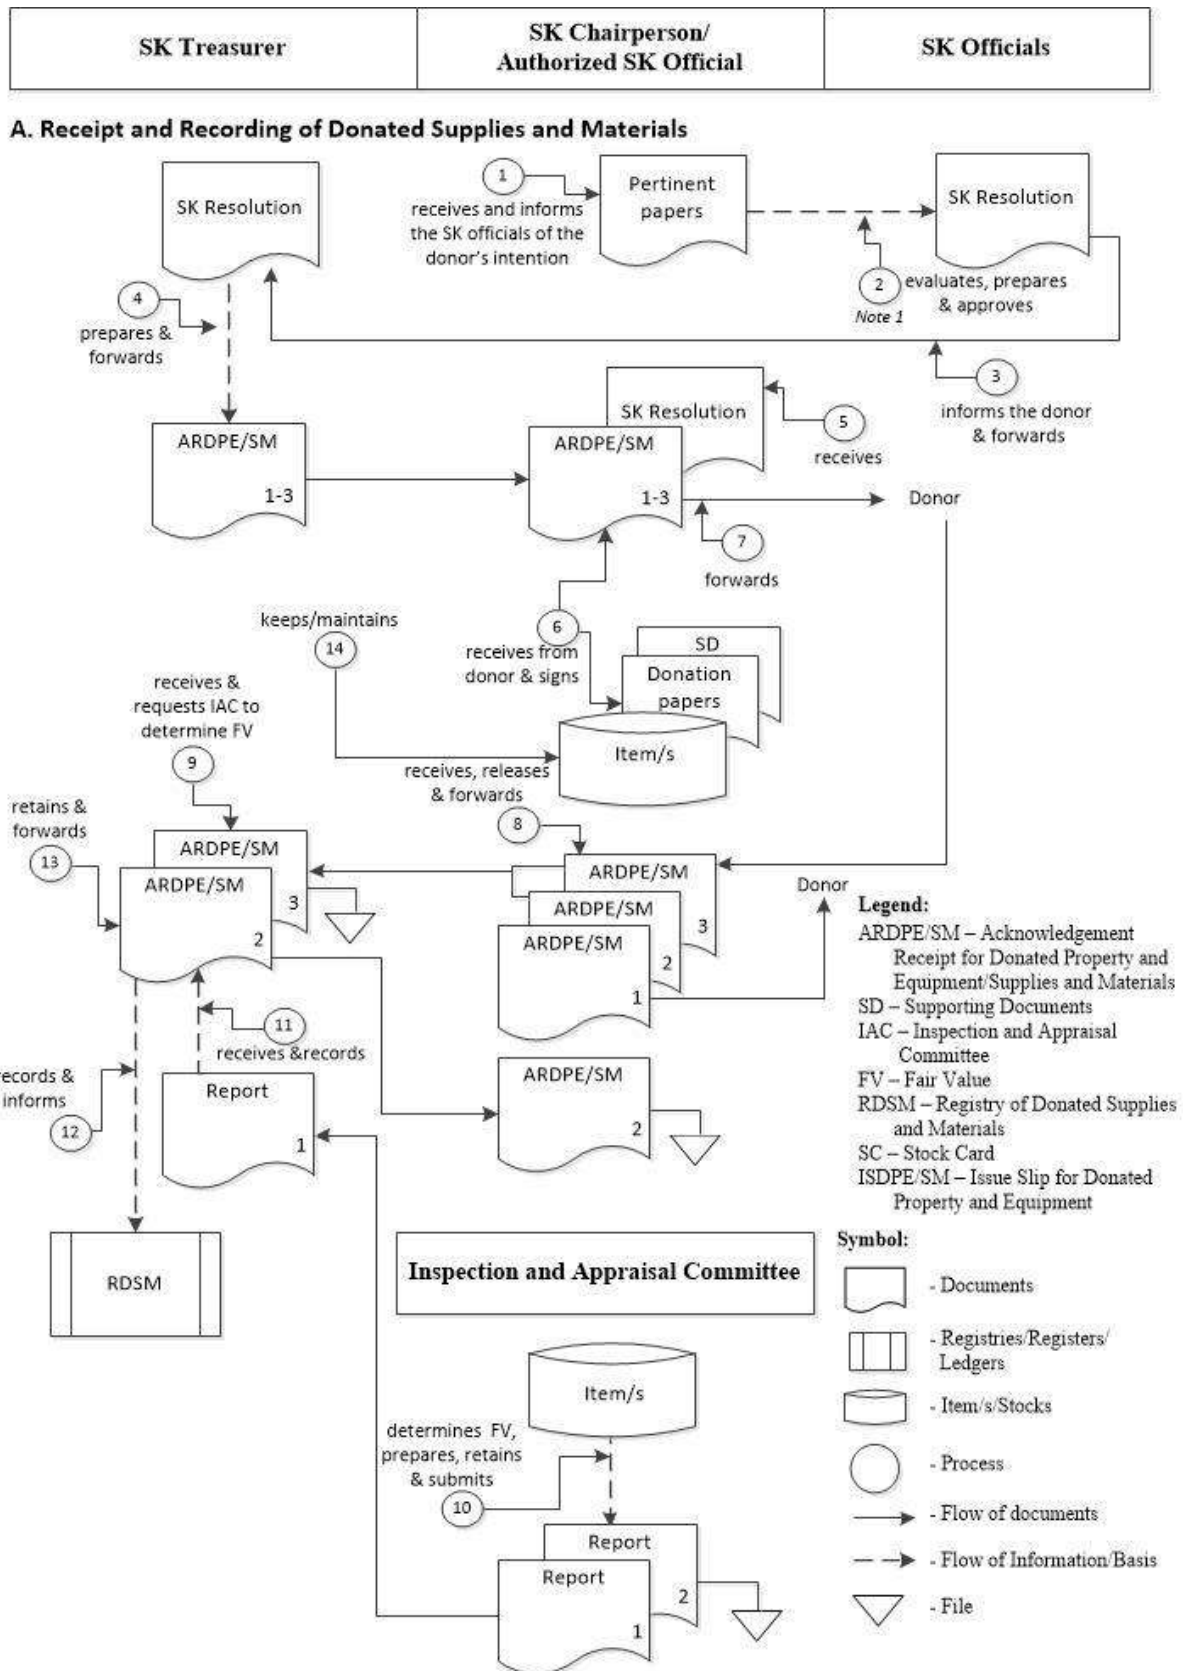 SK Treasurer
SK Chairperson/
Authorized SK Official
SK Officials
A. Receipt and Recording of Donated Supplies and Materials
SK Resolution
1
receives and informs
the SK officials of the
donor's intention
Pertinent
papers
SK Resolution
2
Note 1
evaluates, prepares
& approves
4
prepares &
forwards
3
informs the donor
& forwards
SK Resolution
5
receives
ARDPE/SM
1-3
ARDPE/SM
1-3
Donor
7
forwards
keeps/maintains
14
6
receives from
donor & signs
SD
Donation
papers
Item/s
receives &
requests IAC to
determine FV
9
receives, releases
& forwards
8
retains &
forwards
13
ARDPE/SM
3
ARDPE/SM
2
ARDPE/SM
3
ARDPE/SM
2
ARDPE/SM
1
Donor
11
receives &records
records &
informs
12
Report
1
ARDPE/SM
2
RDSM
Legend:
ARDPE/SM – Acknowledgement
Receipt for Donated Property and
Equipment/Supplies and Materials
SD – Supporting Documents
IAC – Inspection and Appraisal
Committee
FV – Fair Value
RDSM – Registry of Donated Supplies
and Materials
SC – Stock Card
ISDPE/SM – Issue Slip for Donated
Property and Equipment
Inspection and Appraisal Committee
Item/s
determines FV,
prepares, retains
& submits
10
Report
2
Report
1
Symbol:
- Documents
- Registries/Registers/
Ledgers
- Item/s/Stocks
- Process
- Flow of documents
- Flow of Information/Basis
- File